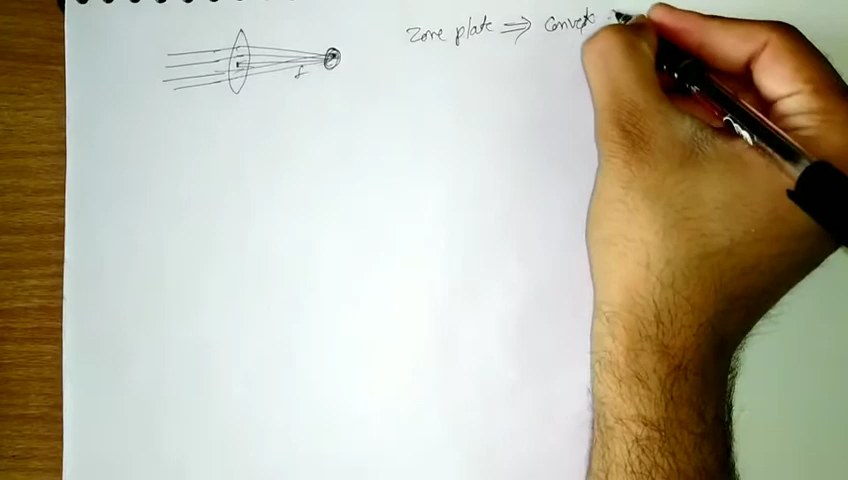 Zone plate ⇒ Convex
f